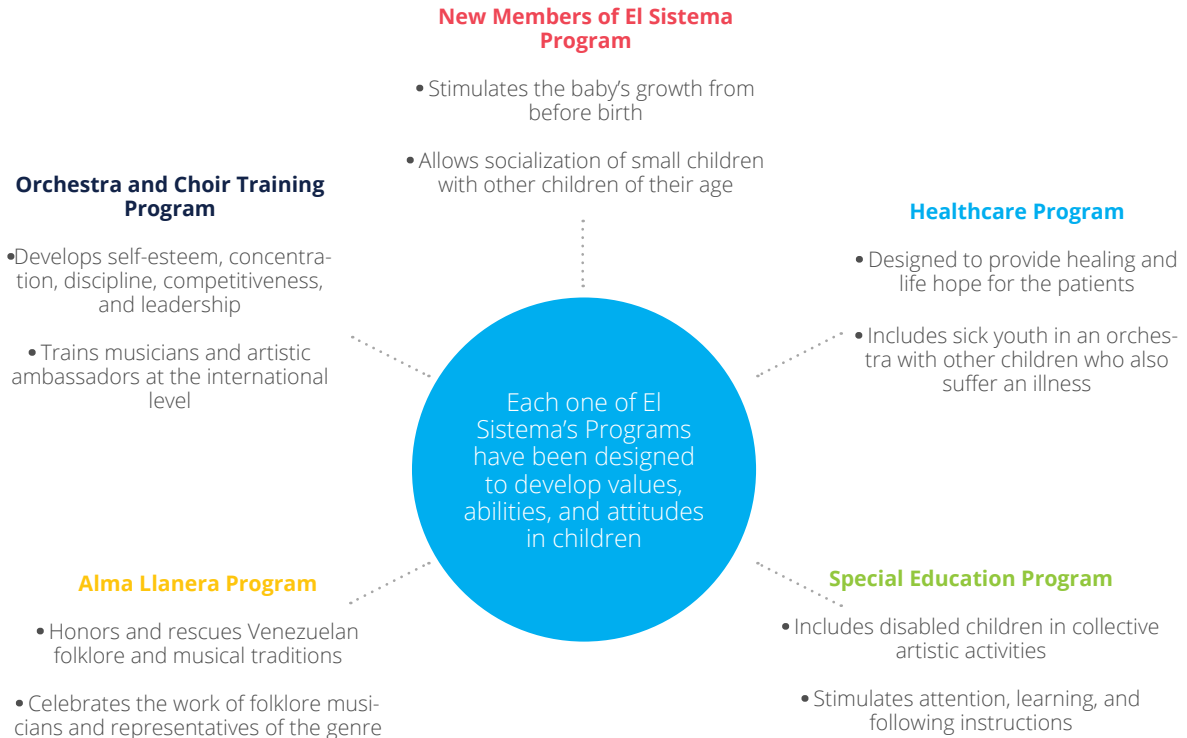 New Members of El Sistema
Program
• Stimulates the baby's growth from
before birth
• Allows socialization of small children
with other children of their age
Orchestra and Choir Training
Program
•Develops self-esteem, concentra-
tion, discipline, competitiveness,
and leadership
• Trains musicians and artistic
ambassadors at the international
level
Healthcare Program
• Designed to provide healing and
life hope for the patients
• Includes sick youth in an orches-
tra with other children who also
suffer an illness
Each one of El
Sistema's Programs
have been designed
to develop values,
abilities, and attitudes
in children
Alma Llanera Program
• Honors and rescues Venezuelan
folklore and musical traditions
• Celebrates the work of folklore musi-
cians and representatives of the genre
Special Education Program
• Includes disabled children in collective
artistic activities
• Stimulates attention, learning, and
following instructions